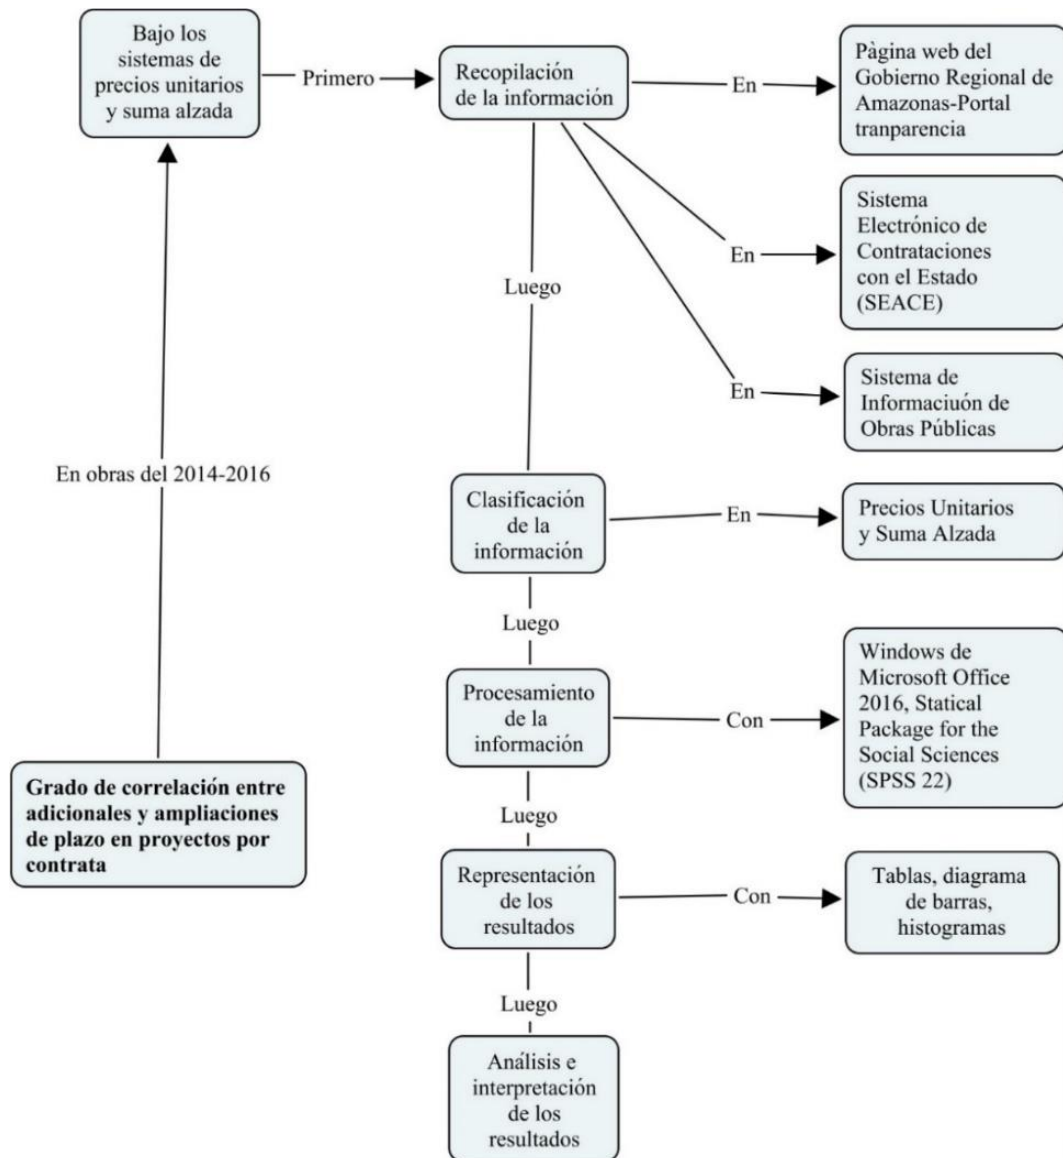 Bajo los
sistemas de
precios unitarios
y suma alzada
Primero
Recopilación
de la información
En
Pàgina web del
Gobierno Regional de
Amazonas-Portal
tranparencia
En
Sistema
Electrónico de
Contrataciones
con el Estado
(SEACE)
Luego
En
Sistema de
Informaciuón de
Obras Públicas
En obras del 2014-2016
Clasificación
de la
información
En
Precios Unitarios
y Suma Alzada
Luego
Procesamiento
de la
información
Con
Windows de
Microsoft Office
2016, Statical
Package for the
Social Sciences
(SPSS 22)
Grado de correlación entre
adicionales y ampliaciones
de plazo en proyectos por
contrata
Luego
Representación
de los
resultados
Con
Tablas, diagrama
de barras,
histogramas
Luego
Análisis e
interpretación
de los
resultados